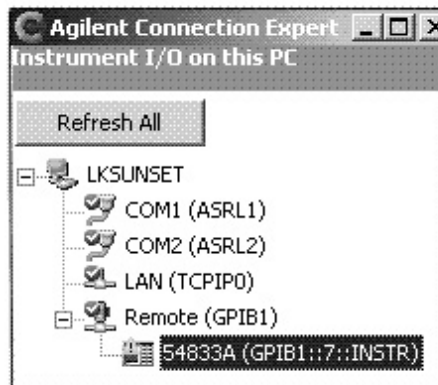 Agilent Connection Expert
Instrument I/O on this PC
Refresh All
LKSUNSET
COM1 (ASRL1)
COM2 (ASRL2)
LAN (TCPIP0)
Remote (GPIB1)
54833A (GPIB1::7::INSTR)